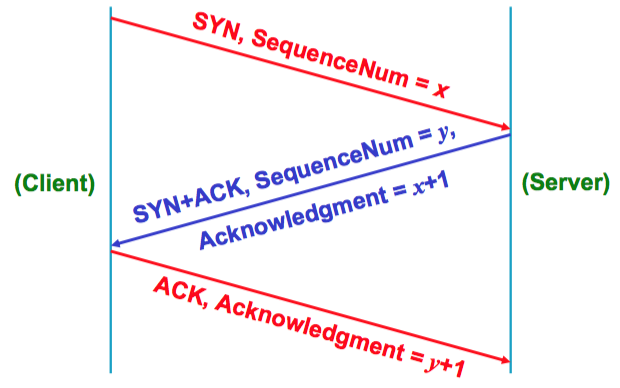 SYN, SequenceNum = x
SYN+ACK, SequenceNum = y,
(Client)
(Server)
Acknowledgment = x+1
ACK, Acknowledgment = y+1